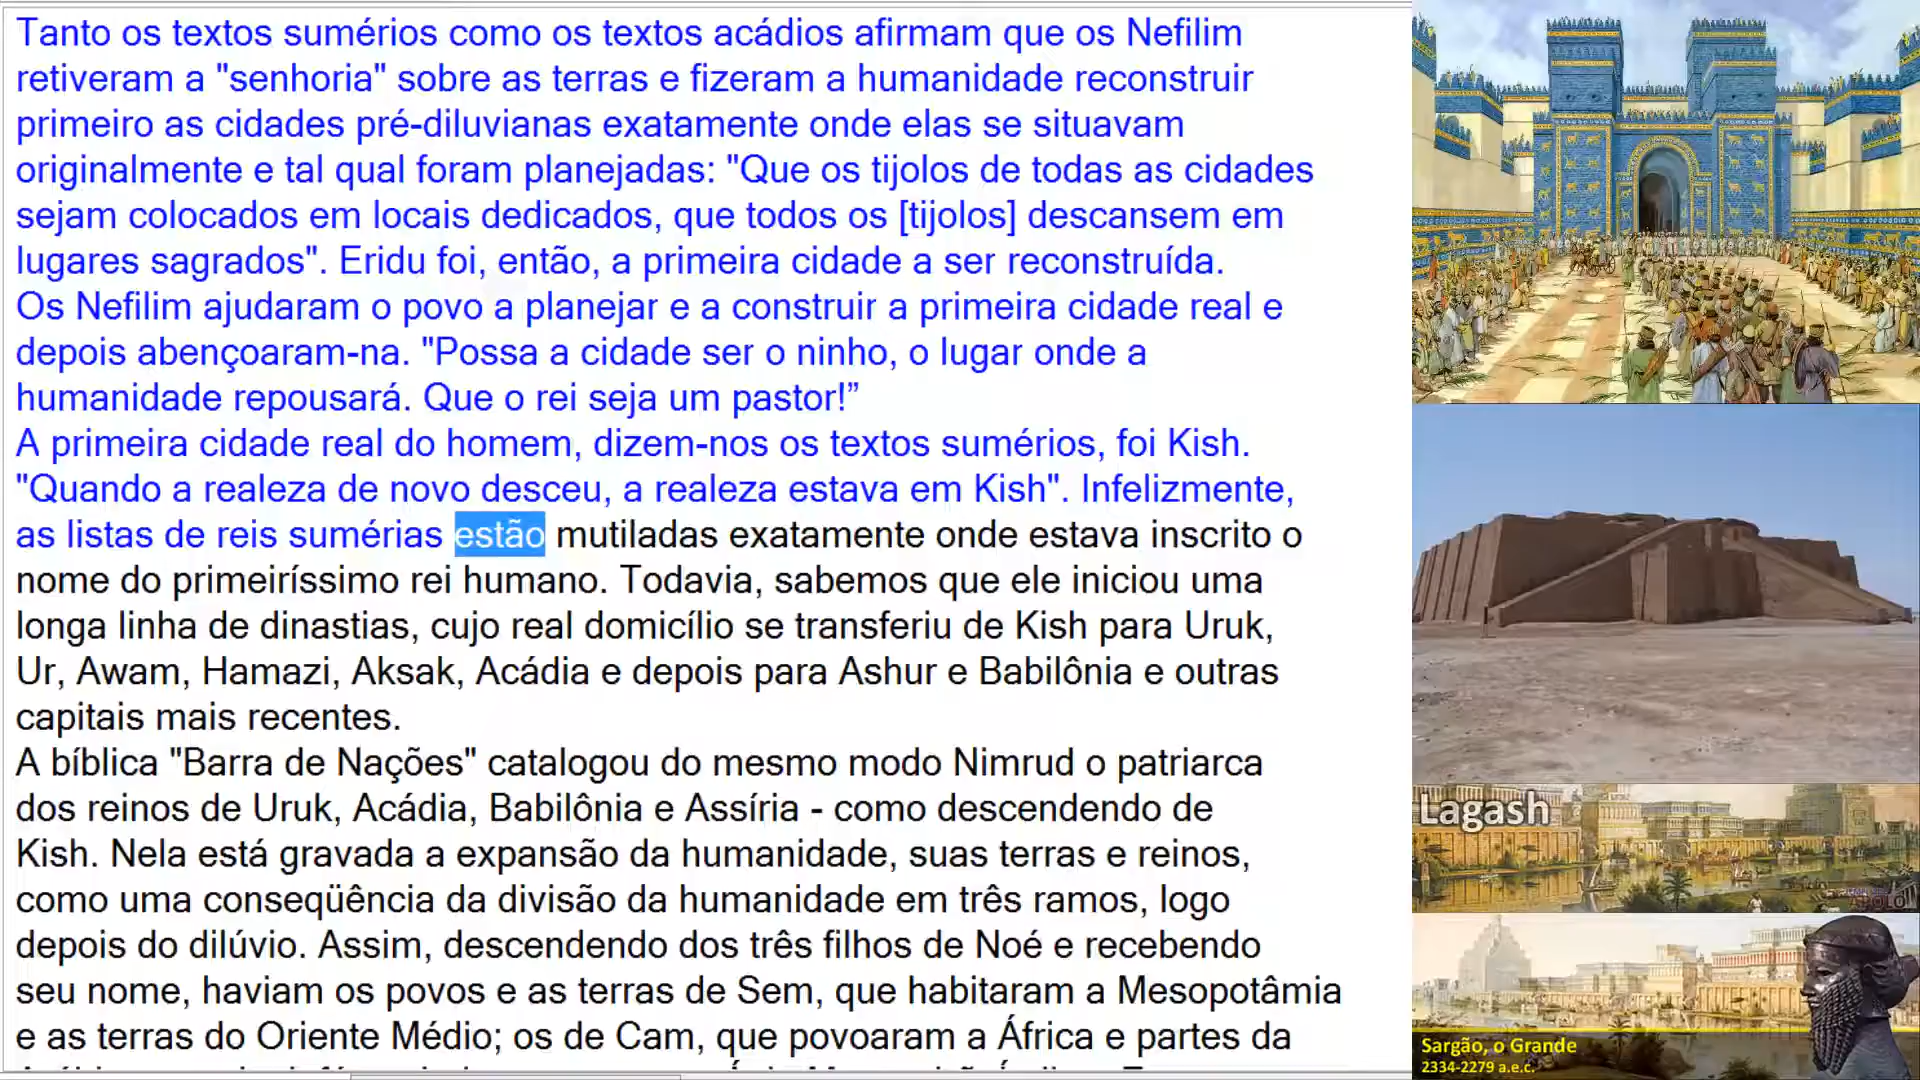 Tanto os textos sumérios como os textos acádios afirmam que os Nefilim
retiveram a "senhoria" sobre as terras e fizeram a humanidade reconstruir
primeiro as cidades pré-diluvianas exatamente onde elas se situavam
originalmente e tal qual foram planejadas: "Que os tijolos de todas as cidades
sejam colocados em locais dedicados, que todos os [tijolos] descansem em
lugares sagrados". Eridu foi, então, a primeira cidade a ser reconstruída.
Os Nefilim ajudaram o povo a planejar e a construir a primeira cidade real e
depois abençoaram-na. "Possa a cidade ser o ninho, o lugar onde a
humanidade repousará. Que o rei seja um pastor!”
A primeira cidade real do homem, dizem-nos os textos sumérios, foi Kish.
"Quando a realeza de novo desceu, a realeza estava em Kish". Infelizmente,
as listas de reis sumérias estão mutiladas exatamente onde estava inscrito o
nome do primeiríssimo rei humano. Todavia, sabemos que ele iniciou uma
longa linha de dinastias, cujo real domicílio se transferiu de Kish para Uruk,
Ur, Awam, Hamazi, Aksak, Acádia e depois para Ashur e Babilônia e outras
capitais mais recentes.
A bíblica "Barra de Nações" catalogou do mesmo modo Nimrud o patriarca
dos reinos de Uruk, Acádia, Babilônia e Assíria - como descendendo de
Kish. Nela está gravada a expansão da humanidade, suas terras e reinos,
como uma conseqüência da divisão da humanidade em três ramos, logo
depois do dilúvio. Assim, descendendo dos três filhos de Noé e recebendo
seu nome, haviam os povos e as terras de Sem, que habitaram a Mesopotâmia
e as terras do Oriente Médio; os de Cam, que povoaram a África e partes da
Lagash
Sargão, o Grande
2334-2279 a.e.c.